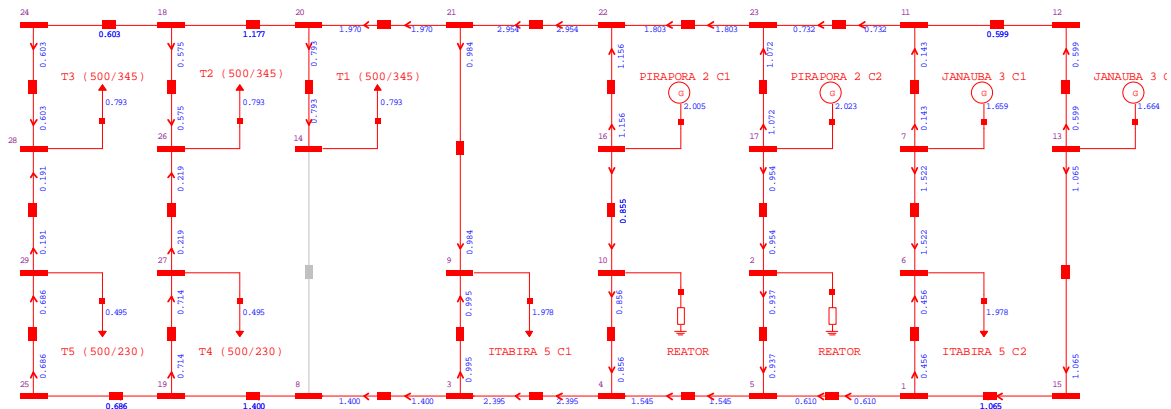 24 18 20 21 22 23 11 12
0.603 1.177 1.970 1.970 2.954 2.954 1.803 1.803 0.732 0.732 0.599
0.603 0.575 0.793 0.984 1.156 1.072 0.143 0.599
T3 (500/345) T2 (500/345) T1 (500/345) PIRAPORA 2 C1 PIRAPORA 2 C2 JANAUBA 3 C1 JANAUBA 3 C
G G G G
0.793 0.793 0.793 2.005 2.023 1.659 1.664
0.603 0.575 0.793 1.156 1.072 0.143 0.599
28 26 14 16 17 7 13
0.191 0.219 0.954 1.522 1.065
0.855
0.191 0.219 0.984 0.954 1.522
29 27 9 10 2 6
0.686 0.714 0.995 0.856 0.937 0.456
0.495 0.495 1.978 1.978
T5 (500/230) T4 (500/230) ITABIRA 5 C1 REATOR REATOR ITABIRA 5 C2
0.686 0.714 0.995 0.856 0.937 0.456 1.065
25 19 8 3 4 5 1 15
0.686 1.400 1.400 1.400 2.395 2.395 1.545 1.545 0.610 0.610 1.065